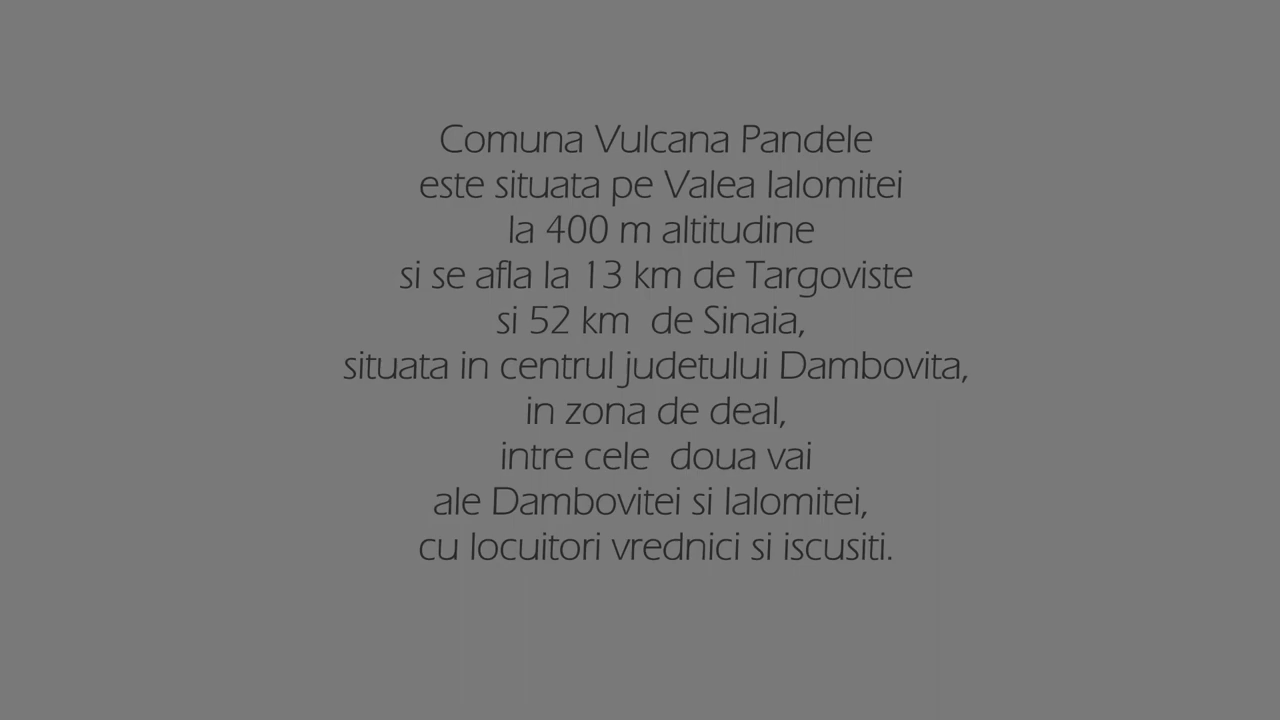 Comuna Vulcana Pandele
este situata pe Valea Ialomitei
la 400 m altitudine
si se afla la 13 km de Targoviste
si 52 km  de Sinaia,
situata in centrul judetului Dambovita,
in zona de deal,
intre cele  doua vai
ale Dambovitei si Ialomitei,
cu locuitori vrednici si iscusiti.